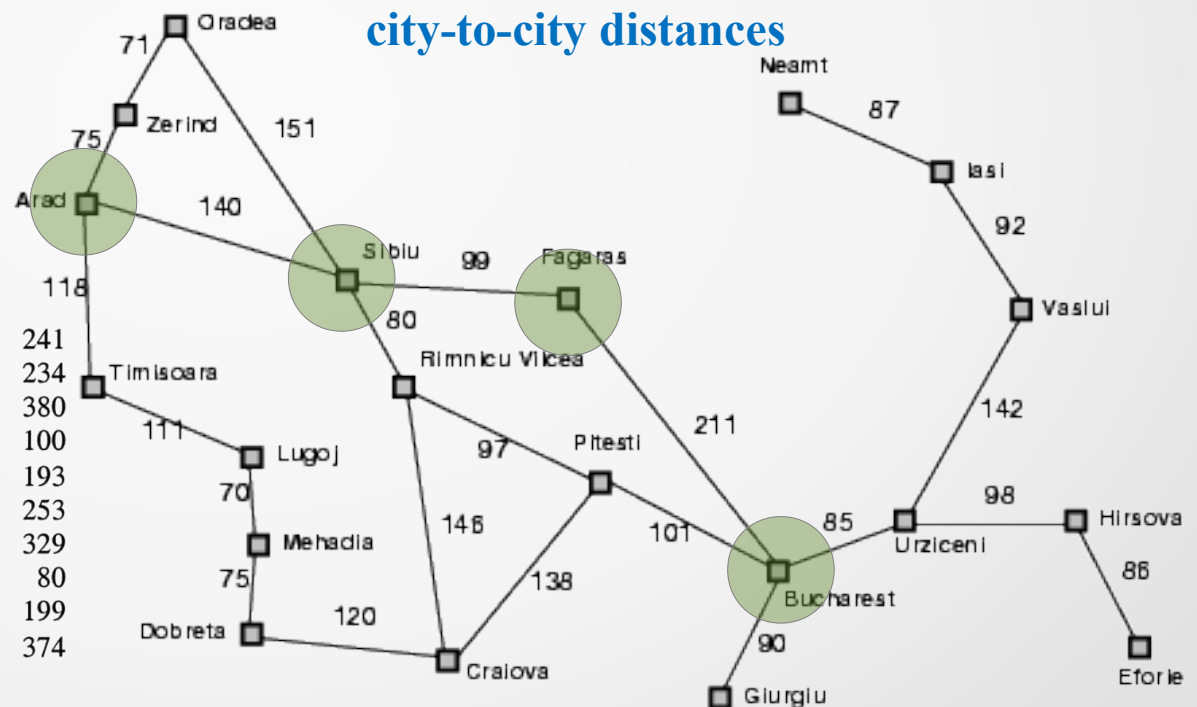 city-to-city distances
Oradea
71
Neamt
87
Zerind
151
75
Iasi
Arad
140
92
Sibiu
99
Fagaras
118
80
Vaslui
241
Rimnicu Vilcea
234
Timisoara
380
142
111
211
100
Lugoj
97
Pitesti
193
70
98
253
146
101
85
Hirsova
329
Mehadia
Urziceni
80
75
138
86
199
120
Bucharest
374
Dobreta
90
Craiova
Eforie
Giurgiu